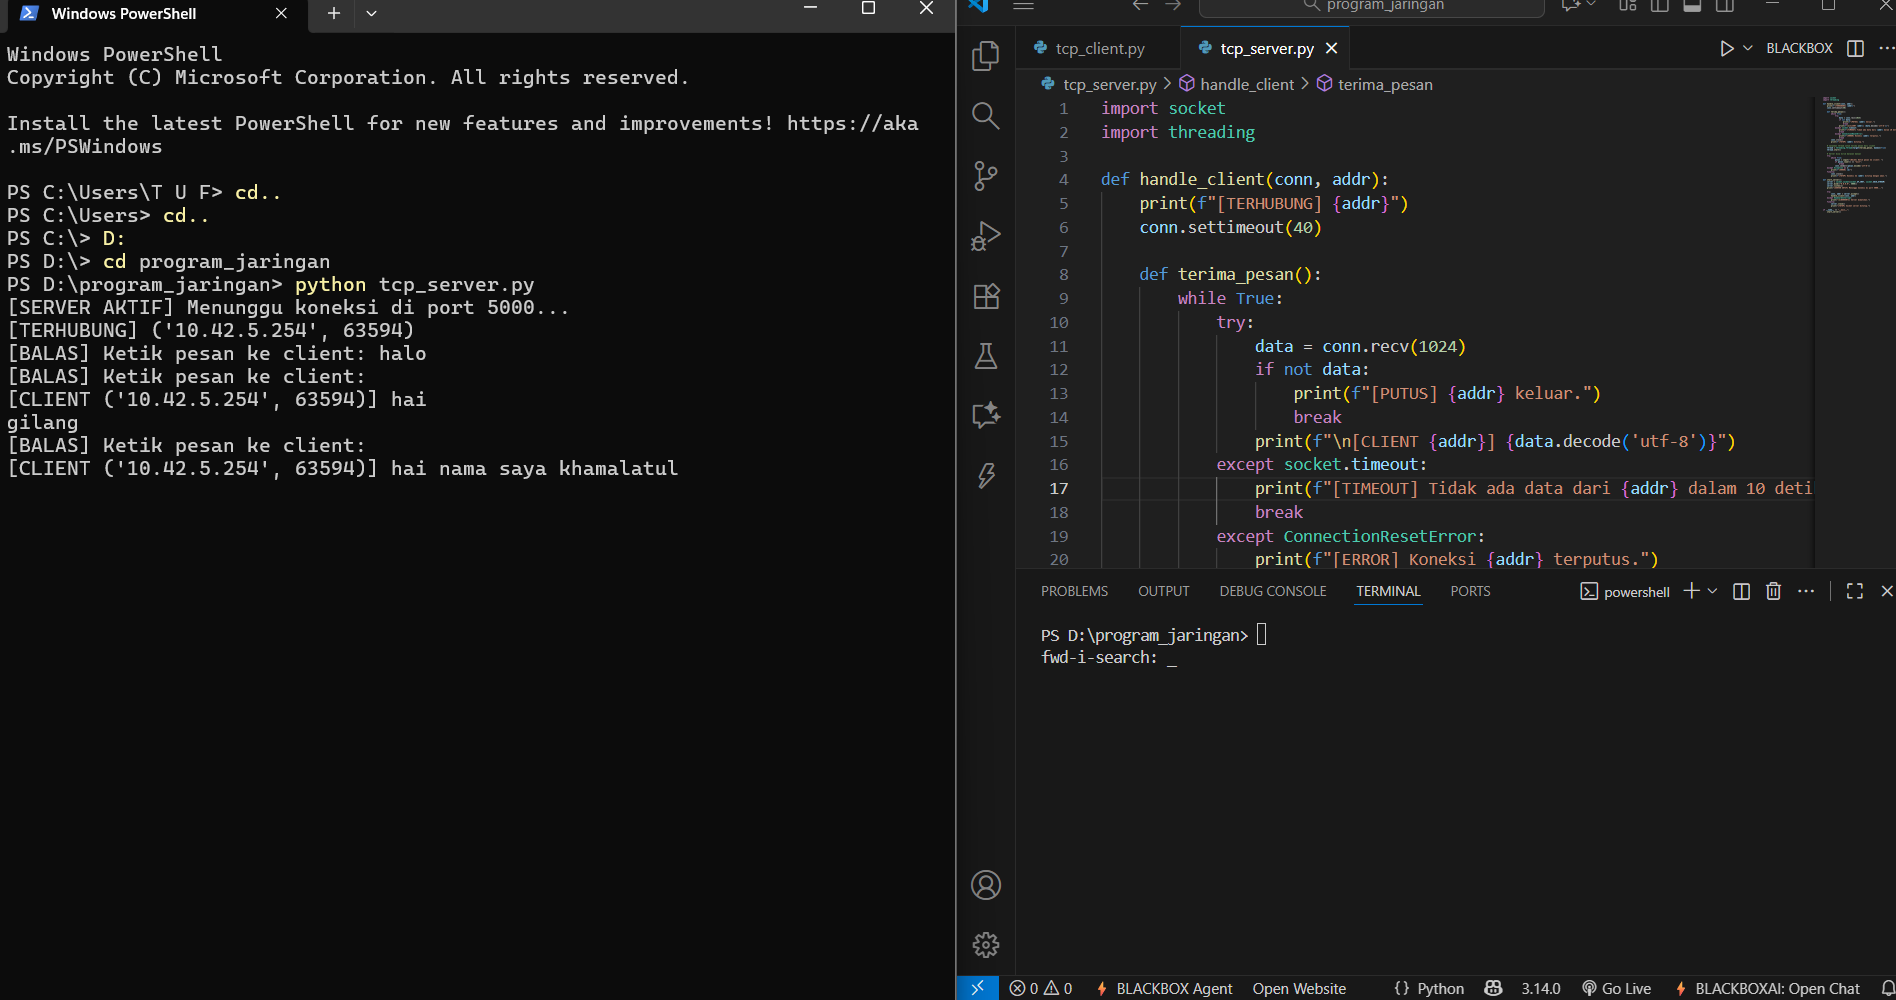 Windows PowerShell
Windows PowerShell
Copyright (C) Microsoft Corporation. All rights reserved.
Install the latest PowerShell for new features and improvements! https://aka
.ms/PSWindows
PS C:\Users\T U F> cd..
PS C:\Users> cd..
PS C:\> D:
PS D:\> cd program_jaringan
PS D:\program_jaringan> python tcp_server.py
[SERVER AKTIF] Menunggu koneksi di port 5000...
[TERHUBUNG] ('10.42.5.254', 63594)
[BALAS] Ketik pesan ke client: halo
[BALAS] Ketik pesan ke client:
[CLIENT ('10.42.5.254', 63594)] hai
gilang
[BALAS] Ketik pesan ke client:
[CLIENT ('10.42.5.254', 63594)] hai nama saya khamalatul
program_jaringan
tcp_client.py
tcp_server.py
BLACKBOX
tcp_server.py > handle_client > terima_pesan
1 import socket
2 import threading
3
4 def handle_client(conn, addr):
5 print(f"[TERHUBUNG] {addr}")
6 conn.settimeout(40)
7
8 def terima_pesan():
9 while True:
10 try:
11 data = conn.recv(1024)
12 if not data:
13 print(f"[PUTUS] {addr} keluar.")
14 break
15 print(f"\n[CLIENT {addr}] {data.decode('utf-8')}")
16 except socket.timeout:
17 print(f"[TIMEOUT] Tidak ada data dari {addr} dalam 10 deti
18 break
19 except ConnectionResetError:
20 print(f"[ERROR] Koneksi {addr} terputus.")
PROBLEMS OUTPUT DEBUG CONSOLE TERMINAL PORTS
powershell
PS D:\program_jaringan>
fwd-i-search: _
0 0 BLACKBOX Agent Open Website {} Python 3.14.0 Go Live BLACKBOXAI: Open Chat